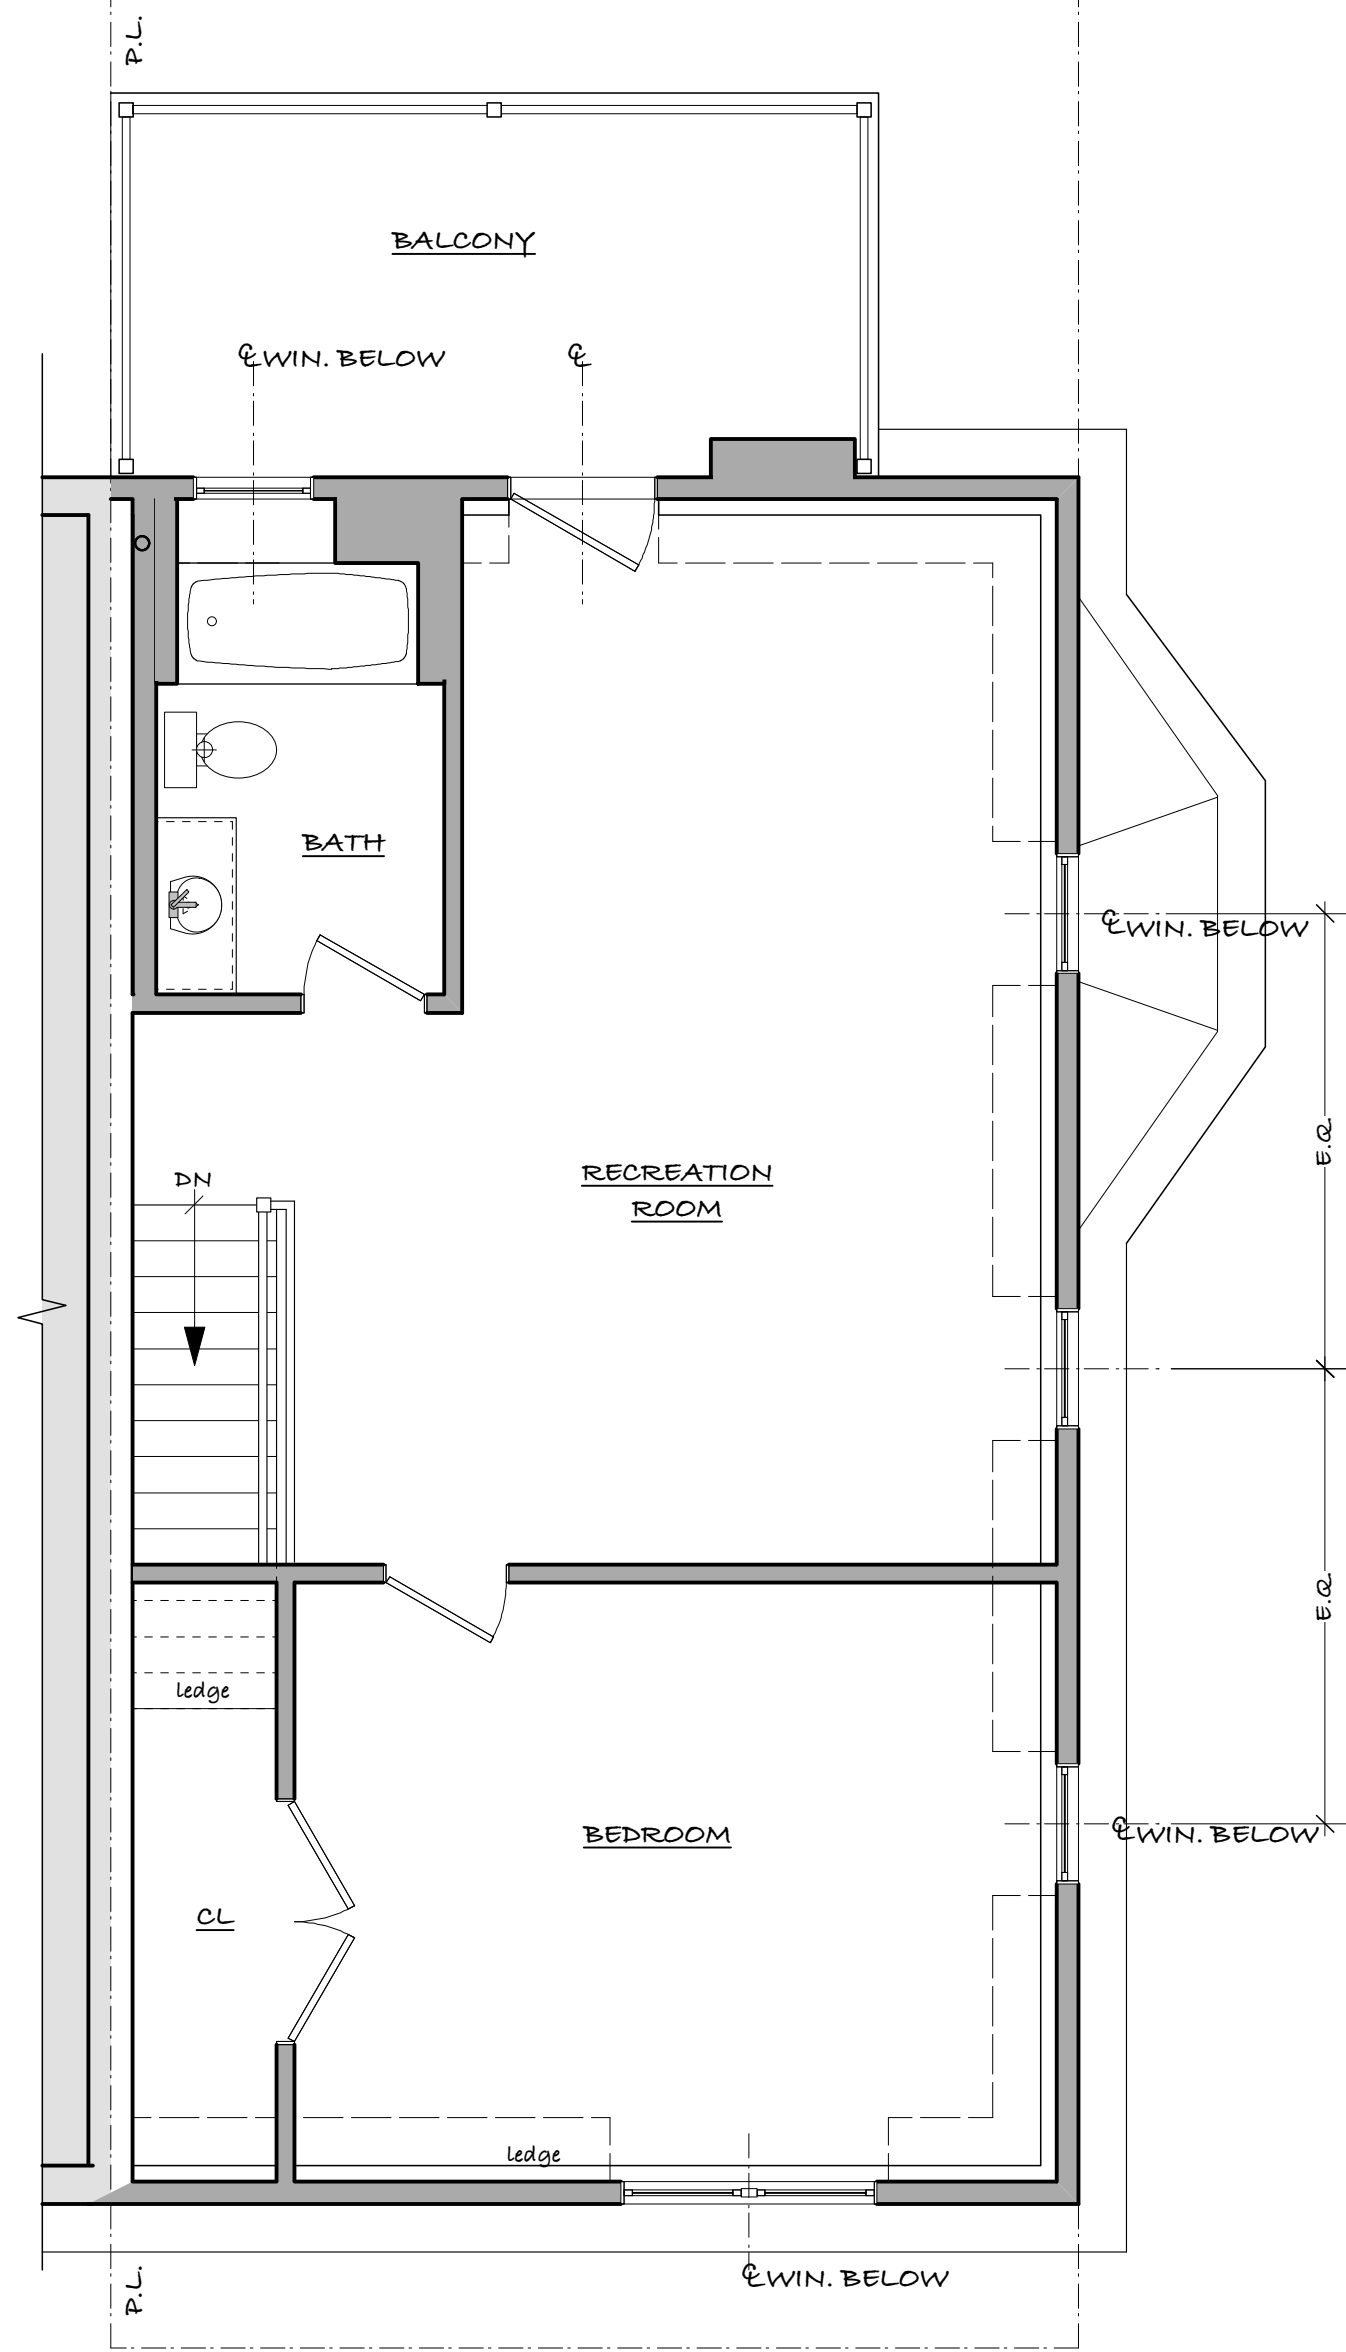 P.L.
BALCONY
℄ WIN. BELOW
℄
BATH
℄ WIN. BELOW
E.Q.
RECREATION
ROOM
DN
E.Q.
ledge
BEDROOM
℄ WIN. BELOW
CL
ledge
P.L.
℄ WIN. BELOW